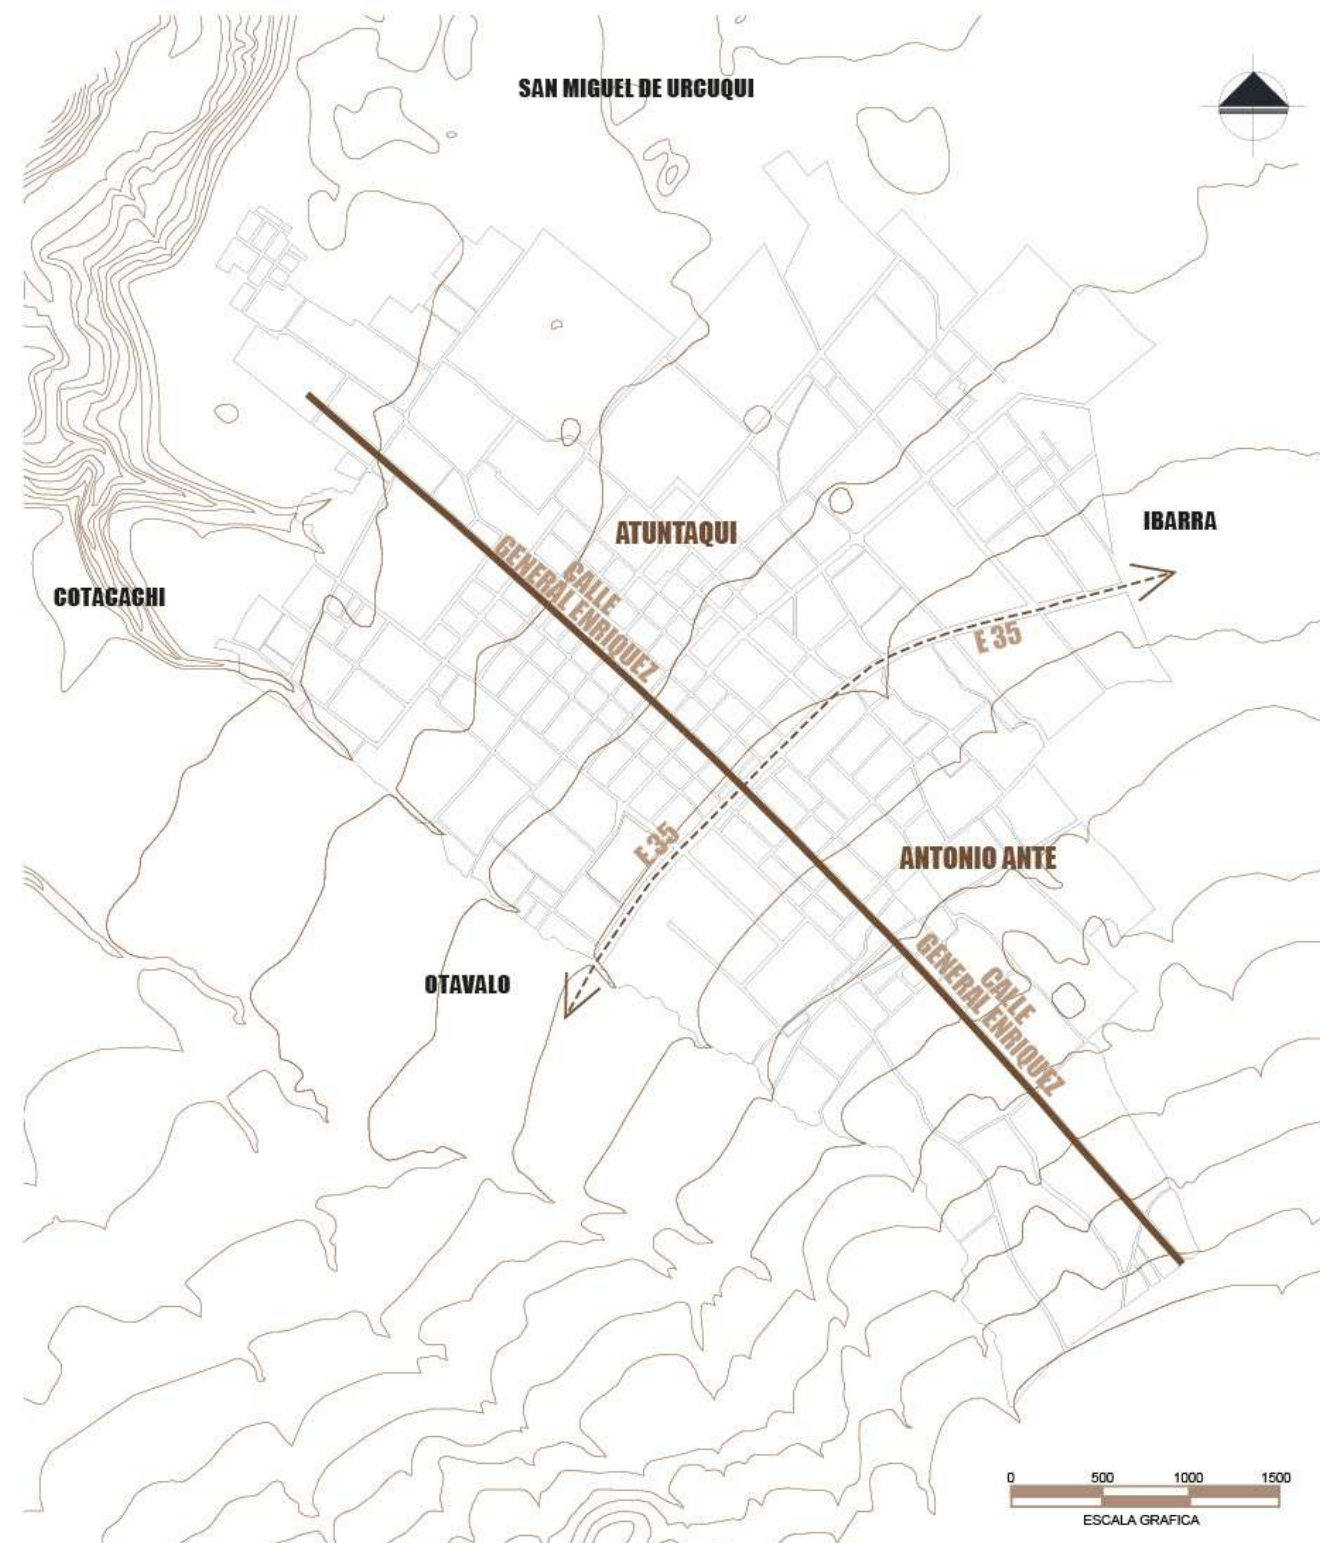 SAN MIGUEL DE URCUQUI
IBARRA
ATUNTAQUI
CALLE
GENERAL ENRIQUEZ
COTACACHI
E 35
E 35
ANTONIO ANTE
OTAVALO
CALLE
GENERAL ENRIQUEZ
0 500 1000 1500
ESCALA GRAFICA